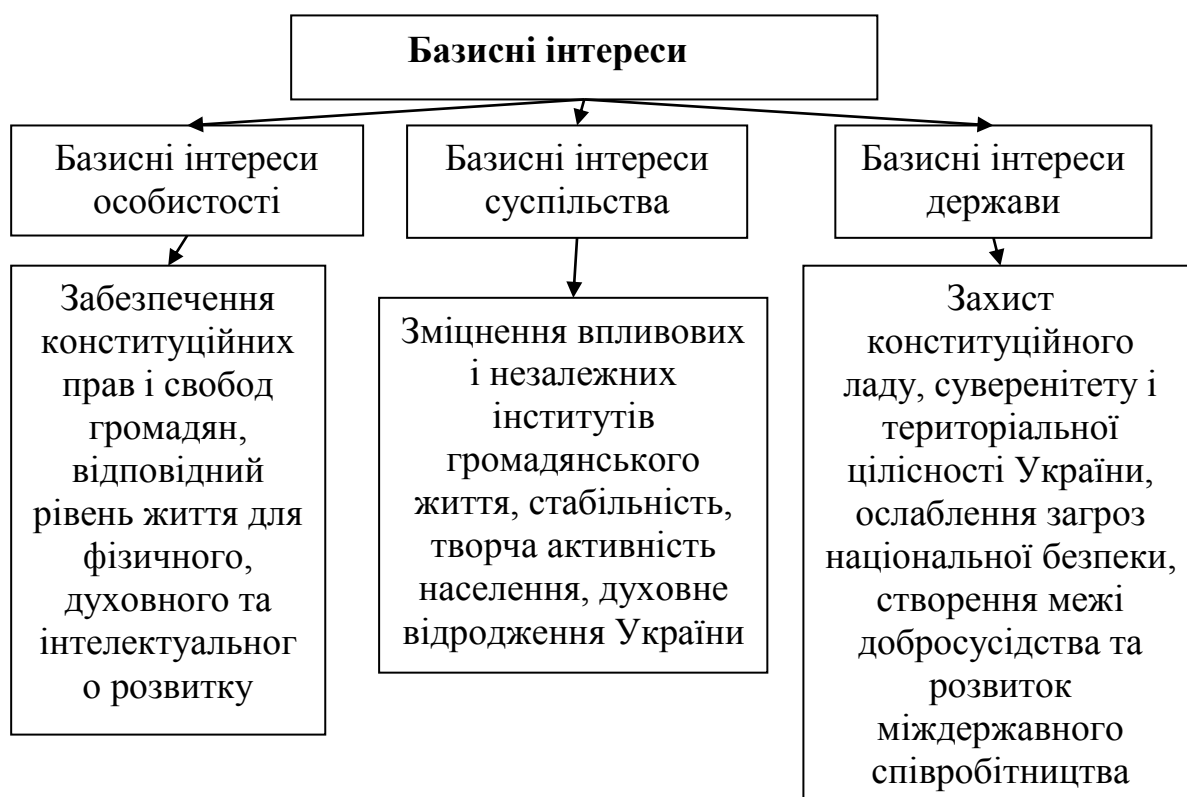 Базисні інтереси
Базисні інтереси
особистості
Базисні інтереси
суспільства
Базисні інтереси
держави
Забезпечення
конституційних
прав і свобод
громадян,
відповідний
рівень життя для
фізичного,
духовного та
інтелектуальног
о розвитку
Зміцнення впливових
і незалежних
інститутів
громадянського
життя, стабільність,
творча активність
населення, духовне
відродження України
Захист
конституційного
ладу, суверенітету і
територіальної
цілісності України,
ослаблення загроз
національної безпеки,
створення межі
добросусідства та
розвиток
міждержавного
співробітництва